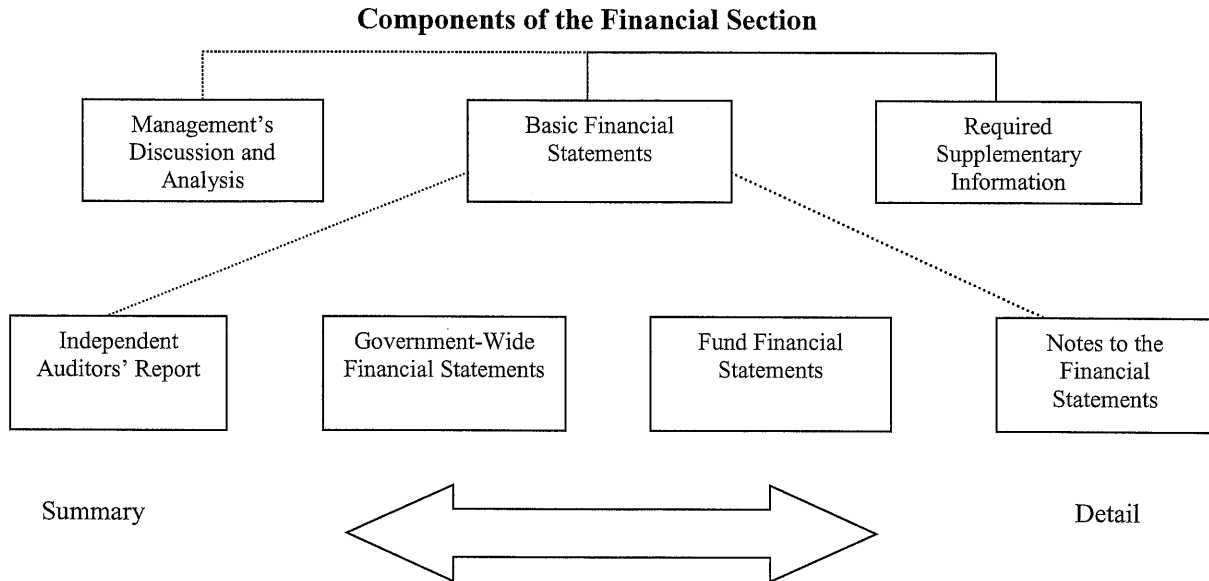 Components of the Financial Section
Management's
Discussion and
Analysis
Basic Financial
Statements
Required
Supplementary
Information
Independent
Auditors' Report
Government-Wide
Financial Statements
Fund Financial
Statements
Notes to the
Financial
Statements
Summary
Detail